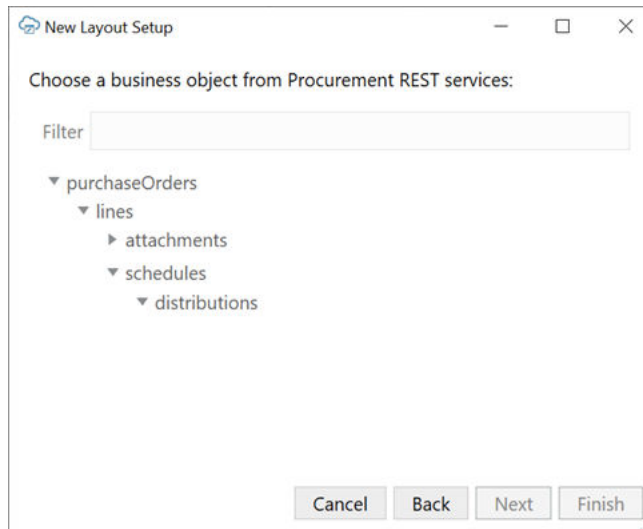 New Layout Setup
Choose a business object from Procurement REST services:
Filter
purchaseOrders
lines
attachments
schedules
distributions
Cancel Back Next Finish